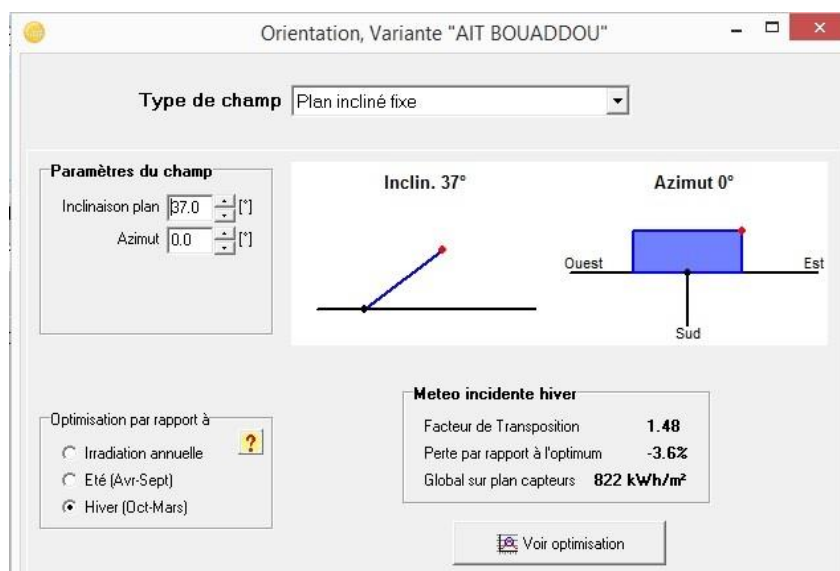 Orientation, Variante "AIT BOUADDOU"
Type de champ Plan incliné fixe
Paramètres du champ
Inclinaison plan 37.0 [°]
Azimut 0.0 [°]
Inclin. 37° Azimut 0°
Ouest Est
Sud
Optimisation par rapport à
?
Irradiation annuelle
Eté (Avr-Sept)
Hiver (Oct-Mars)
Meteo incidente hiver
Facteur de Transposition 1.48
Perte par rapport à l'optimum -3.6%
Global sur plan capteurs 822 kWh/m²
Voir optimisation